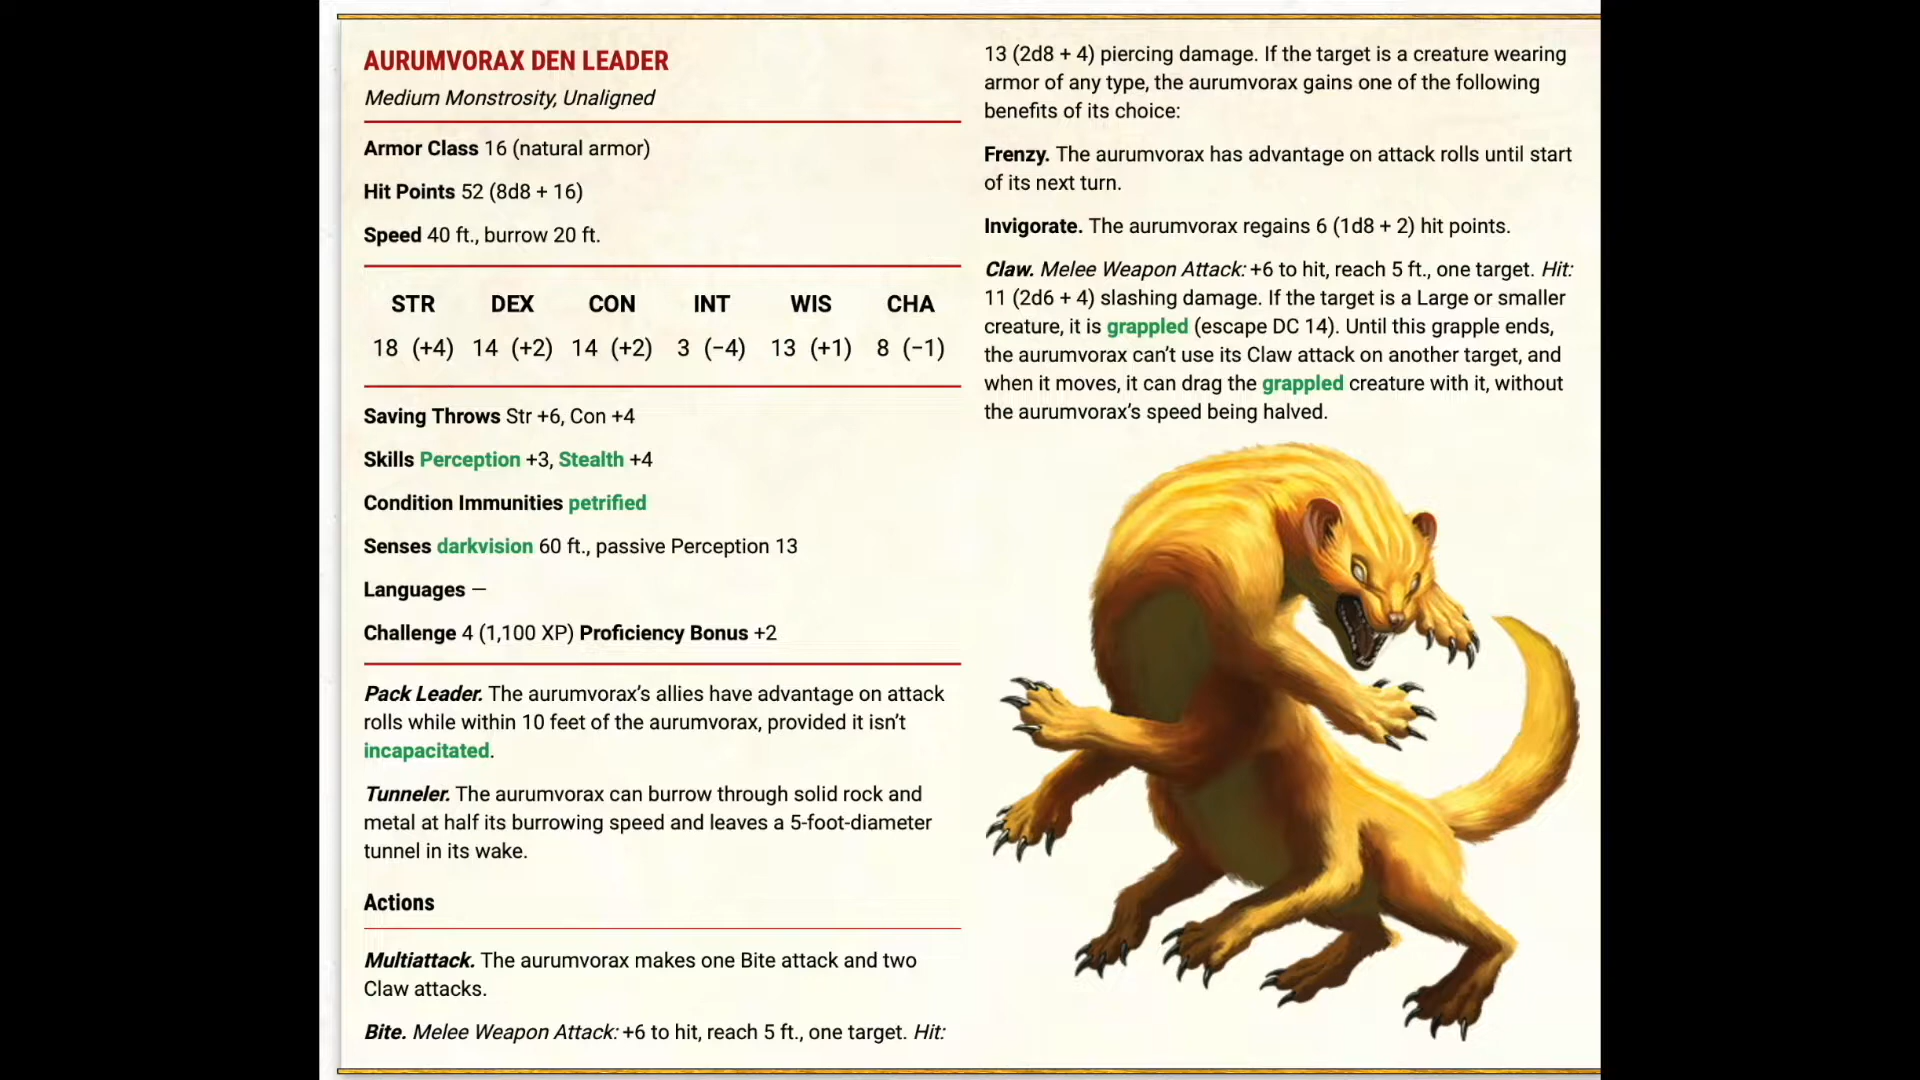 AURUMVORAX DEN LEADER
Medium Monstrosity, Unaligned
Armor Class 16 (natural armor)
Hit Points 52 (8d8 + 16)
Speed 40 ft., burrow 20 ft.
STR DEX CON INT WIS CHA
18 (+4) 14 (+2) 14 (+2) 3 (−4) 13 (+1) 8 (−1)
Saving Throws Str +6, Con +4
Skills Perception +3, Stealth +4
Condition Immunities petrified
Senses darkvision 60 ft., passive Perception 13
Languages —
Challenge 4 (1,100 XP) Proficiency Bonus +2
Pack Leader. The aurumvorax’s allies have advantage on attack
rolls while within 10 feet of the aurumvorax, provided it isn’t
incapacitated.
Tunneler. The aurumvorax can burrow through solid rock and
metal at half its burrowing speed and leaves a 5-foot-diameter
tunnel in its wake.
Actions
Multiattack. The aurumvorax makes one Bite attack and two
Claw attacks.
Bite. Melee Weapon Attack: +6 to hit, reach 5 ft., one target. Hit:
13 (2d8 + 4) piercing damage. If the target is a creature wearing
armor of any type, the aurumvorax gains one of the following
benefits of its choice:
Frenzy. The aurumvorax has advantage on attack rolls until start
of its next turn.
Invigorate. The aurumvorax regains 6 (1d8 + 2) hit points.
Claw. Melee Weapon Attack: +6 to hit, reach 5 ft., one target. Hit:
11 (2d6 + 4) slashing damage. If the target is a Large or smaller
creature, it is grappled (escape DC 14). Until this grapple ends,
the aurumvorax can’t use its Claw attack on another target, and
when it moves, it can drag the grappled creature with it, without
the aurumvorax’s speed being halved.